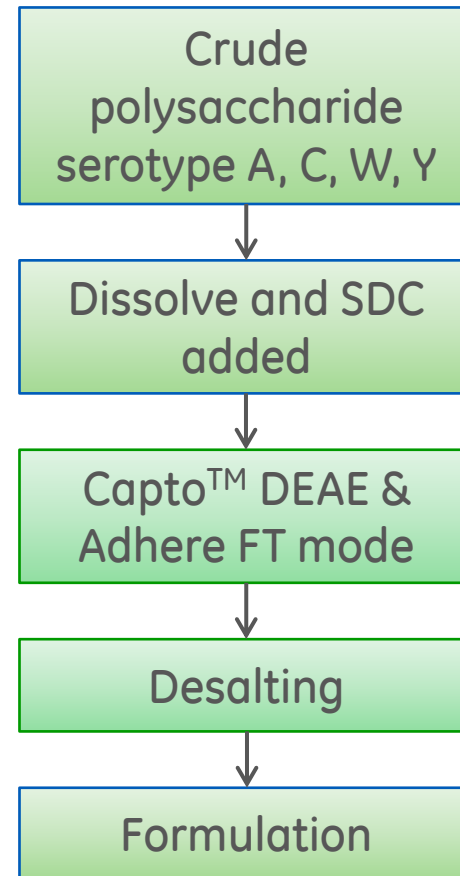 Crude
polysaccharide
serotype A, C, W, Y
Dissolve and SDC
added
Capto™ DEAE &
Adhere FT mode
Desalting
Formulation